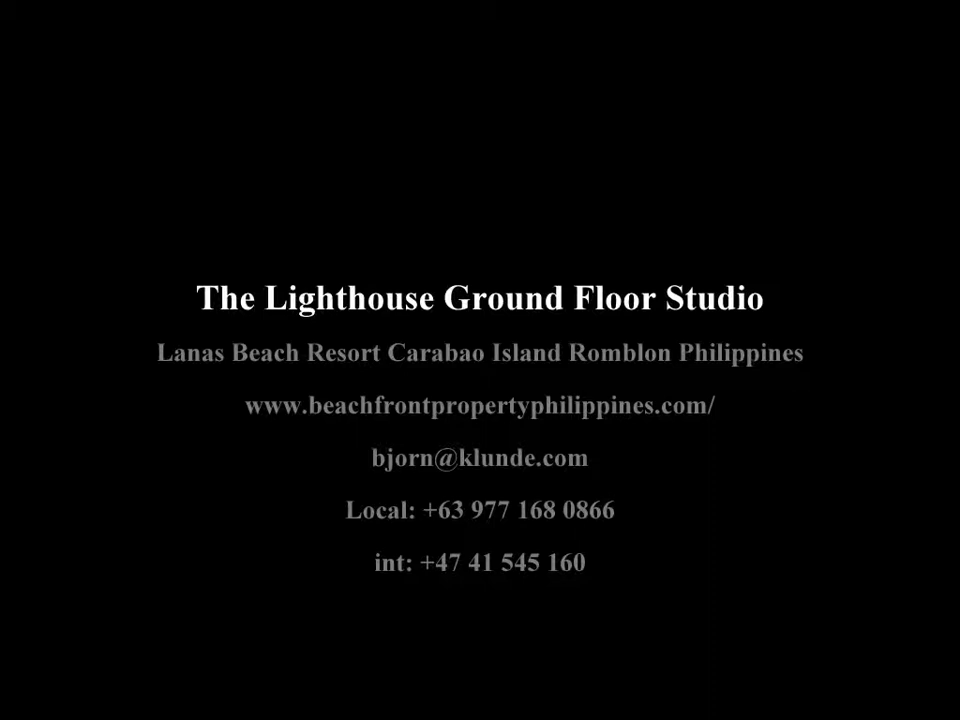 The Lighthouse Ground Floor Studio
Lanas Beach Resort Carabao Island Romblon Philippines
www.beachfrontpropertyphilippines.com/
bjorn@klunde.com
Local: +63 977 168 0866
int: +47 41 545 160